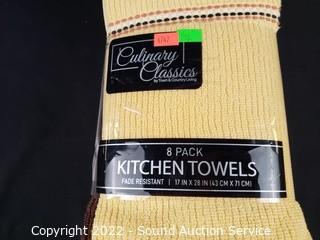 Culinary
Classics
by Town & Country Living
8 PACK
KITCHEN TOWELS
FADE RESISTANT | 17 IN X 28 IN (43 CM X 71 CM)
Copyright 2022 - Sound Auction Service